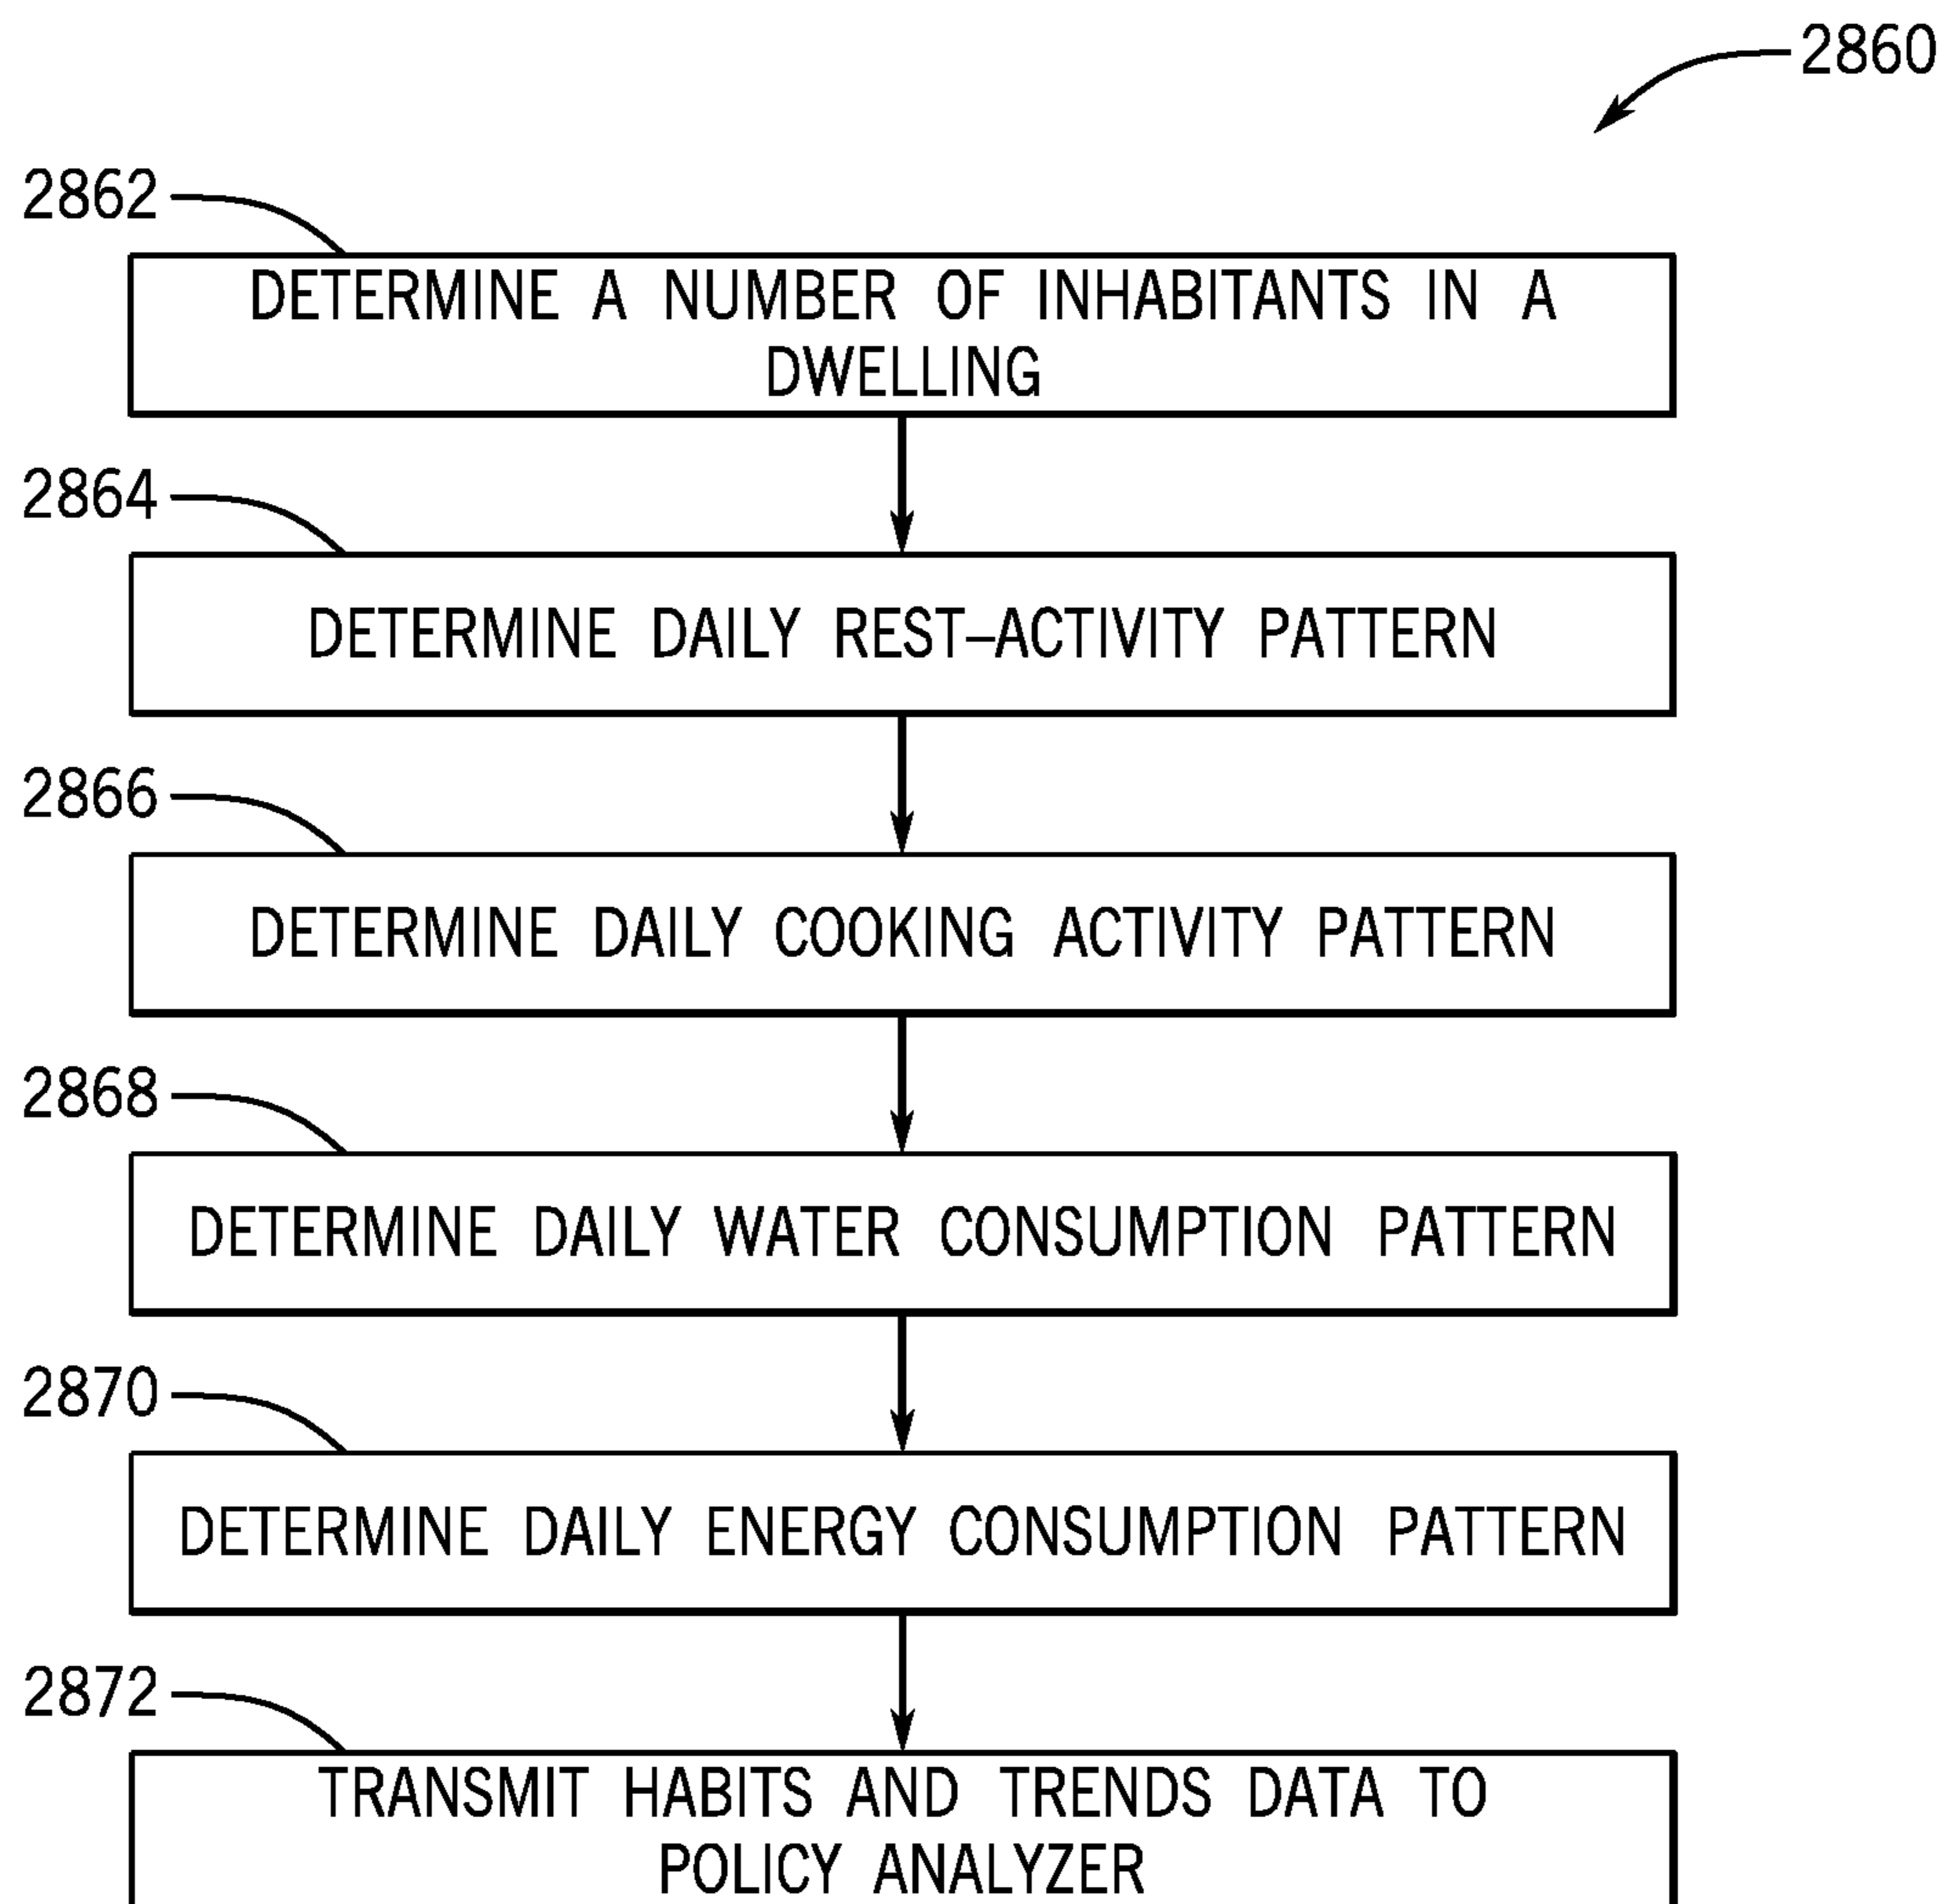 2860
2862
DETERMINE A NUMBER OF INHABITANTS IN A
DWELLING
2864
DETERMINE DAILY REST–ACTIVITY PATTERN
2866
DETERMINE DAILY COOKING ACTIVITY PATTERN
2868
DETERMINE DAILY WATER CONSUMPTION PATTERN
2870
DETERMINE DAILY ENERGY CONSUMPTION PATTERN
2872
TRANSMIT HABITS AND TRENDS DATA TO
POLICY ANALYZER